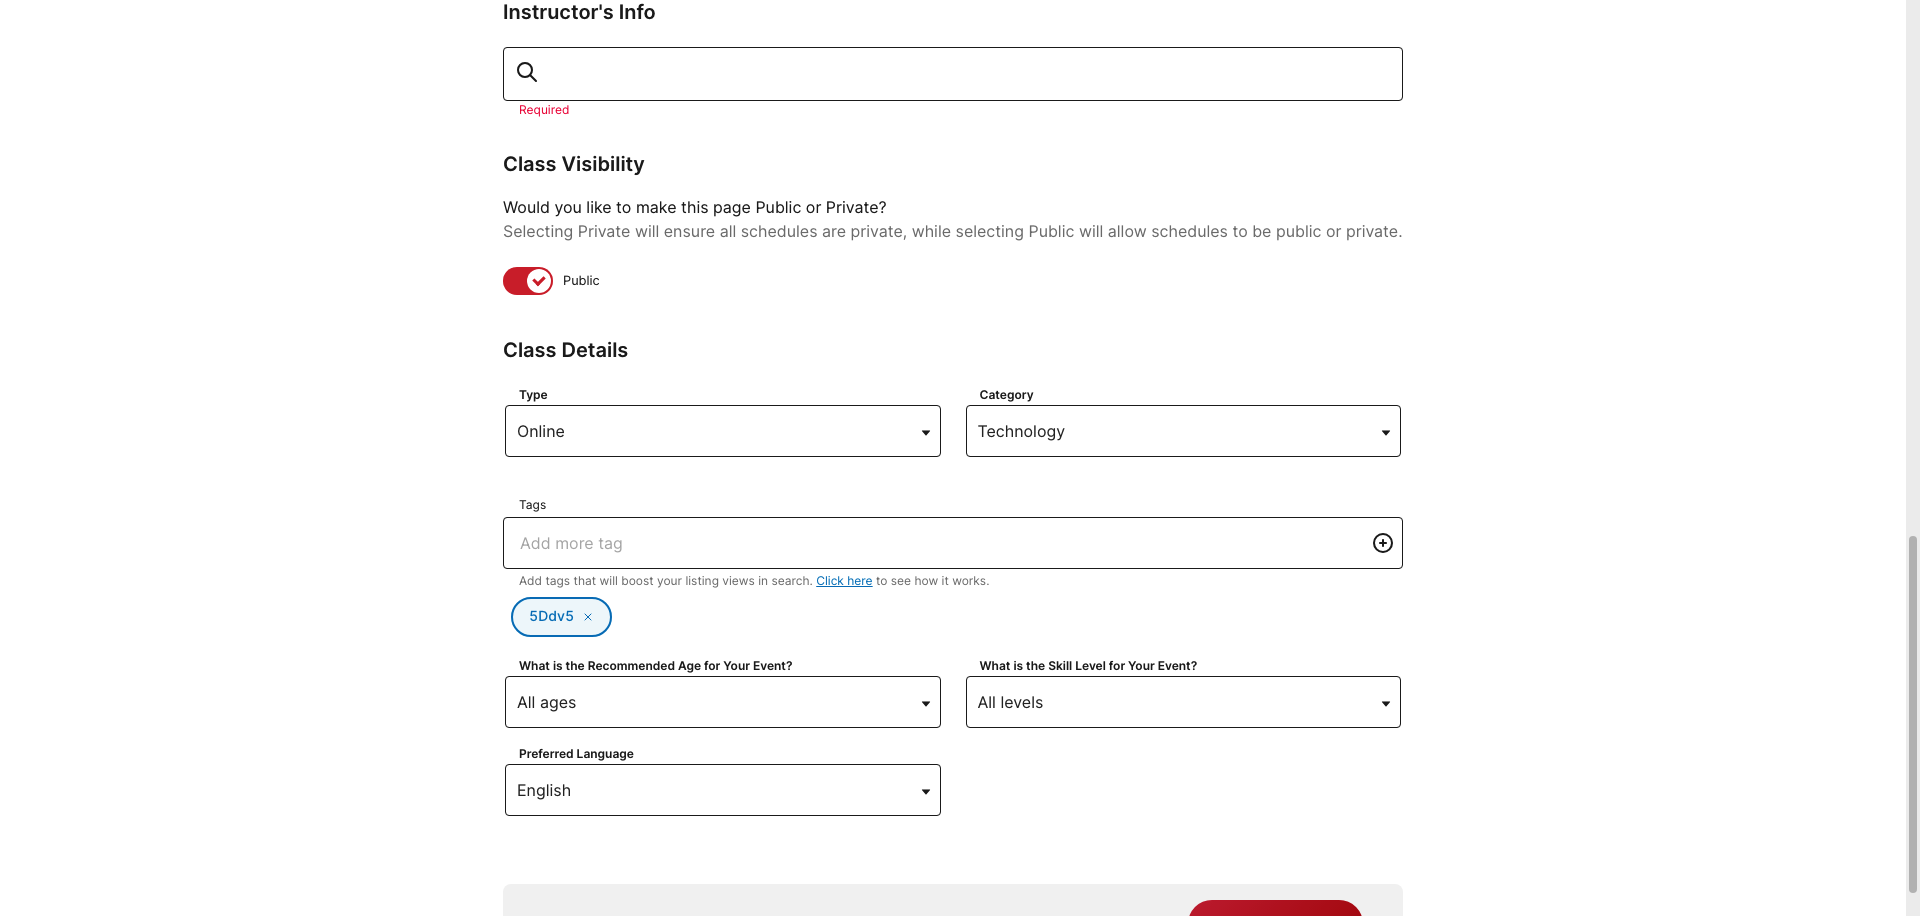 Instructor's Info
Required
Class Visibility
Would you like to make this page Public or Private?
Selecting Private will ensure all schedules are private, while selecting Public will allow schedules to be public or private.
Public
Class Details
Type
Category
Online
Technology
Tags
Add more tag
Add tags that will boost your listing views in search. Click here to see how it works.
5Ddv5
What is the Recommended Age for Your Event?
What is the Skill Level for Your Event?
All ages
All levels
Preferred Language
English